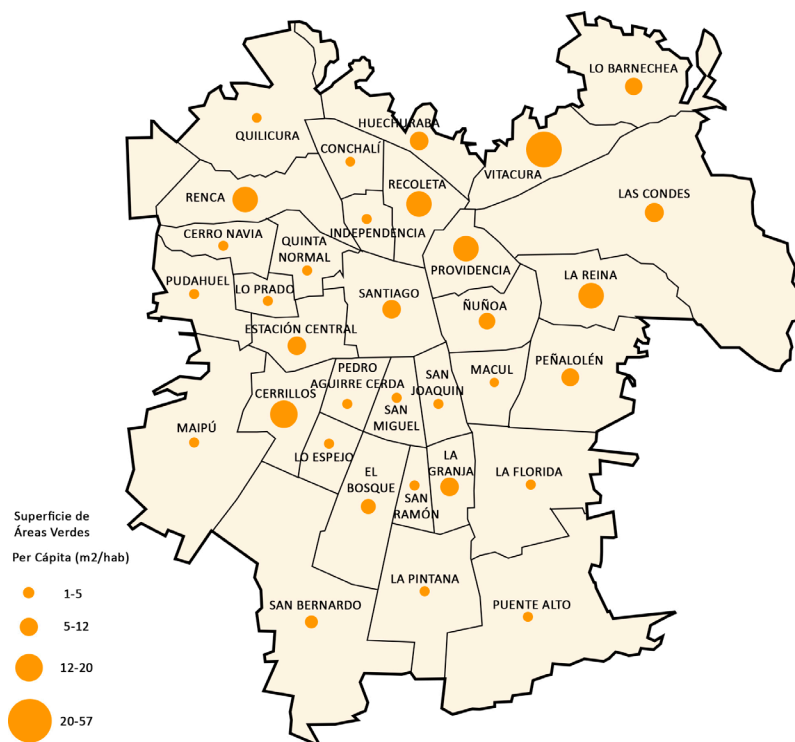 LO BARNECHEA
HUECHURABA
QUILICURA
CONCHALÍ
VITACURA
RENCA
RECOLETA
LAS CONDES
INDEPENDENCIA
CERRO NAVIA
QUINTA
NORMAL
PROVIDENCIA
PUDAHUEL
LO PRADO
LA REINA
SANTIAGO
ÑUÑOA
ESTACIÓN CENTRAL
PEDRO
AGUIRRE CERDA
SAN
JOAQUIN
MACUL
PEÑALOLÉN
CERRILLOS
SAN
MIGUEL
MAIPÚ
LO ESPEJO
EL
BOSQUE
LA
GRANJA
LA FLORIDA
SAN
RAMÓN
LA PINTANA
SAN BERNARDO
PUENTE ALTO
Superficie de
Áreas Verdes
Per Cápita (m2/hab)
1-5
5-12
12-20
20-57